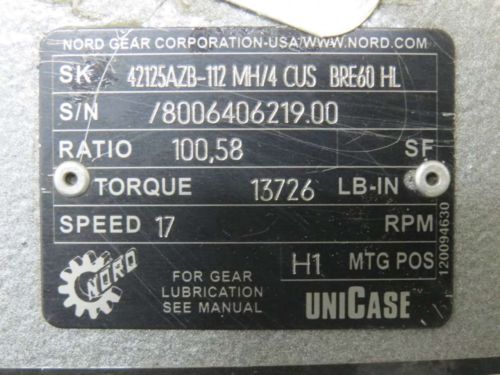 NORD GEAR CORPORATION-USA/WWW.NORD.COM
SK 42125AZB-112 MH/4 CUS BRE60 HL
S/N /8006406219.00
RATIO 100,58 SF
TORQUE 13726 LB-IN
SPEED 17 RPM
H1 MTG POS
120094630
NORD
FOR GEAR
LUBRICATION
SEE MANUAL
UNICASE